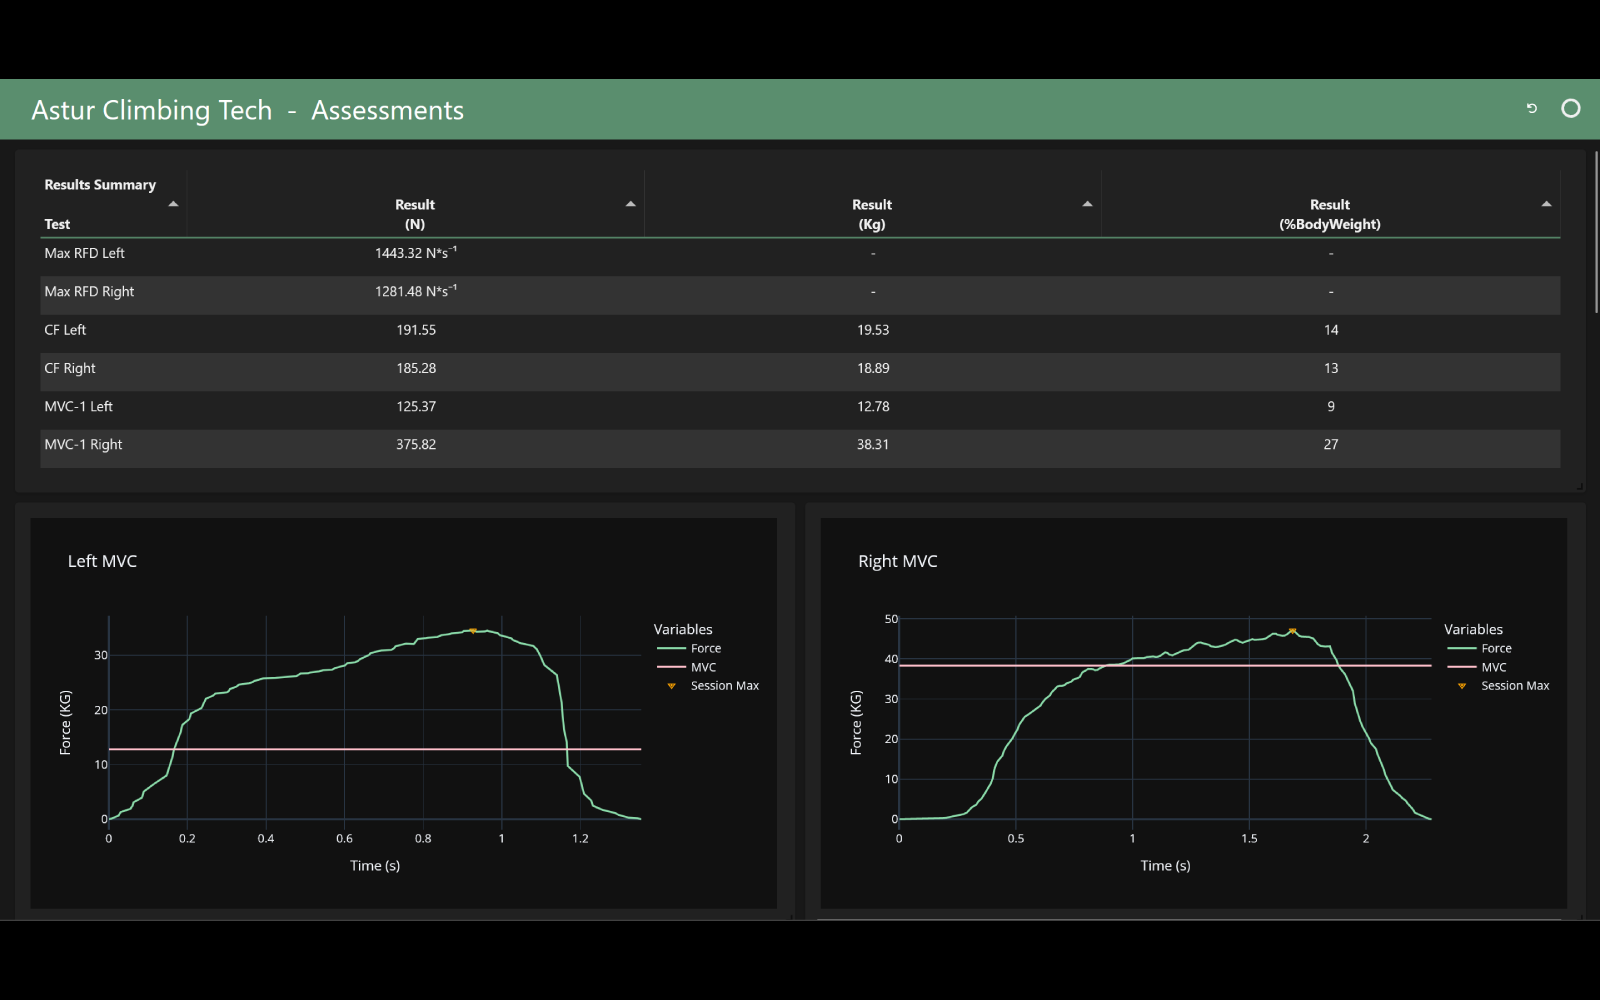 Astur Climbing Tech - Assessments
Results Summary
Test
Result
(N)
Result
(Kg)
Result
(%BodyWeight)
Max RFD Left 1443.32 N*s⁻¹ - -
Max RFD Right 1281.48 N*s⁻¹ - -
CF Left 191.55 19.53 14
CF Right 185.28 18.89 13
MVC-1 Left 125.37 12.78 9
MVC-1 Right 375.82 38.31 27
Left MVC
Variables
Force
MVC
Session Max
Force (KG)
30
20
10
0
0 0.2 0.4 0.6 0.8 1 1.2
Time (s)
Right MVC
Variables
Force
MVC
Session Max
Force (KG)
50
40
30
20
10
0
0 0.5 1 1.5 2
Time (s)